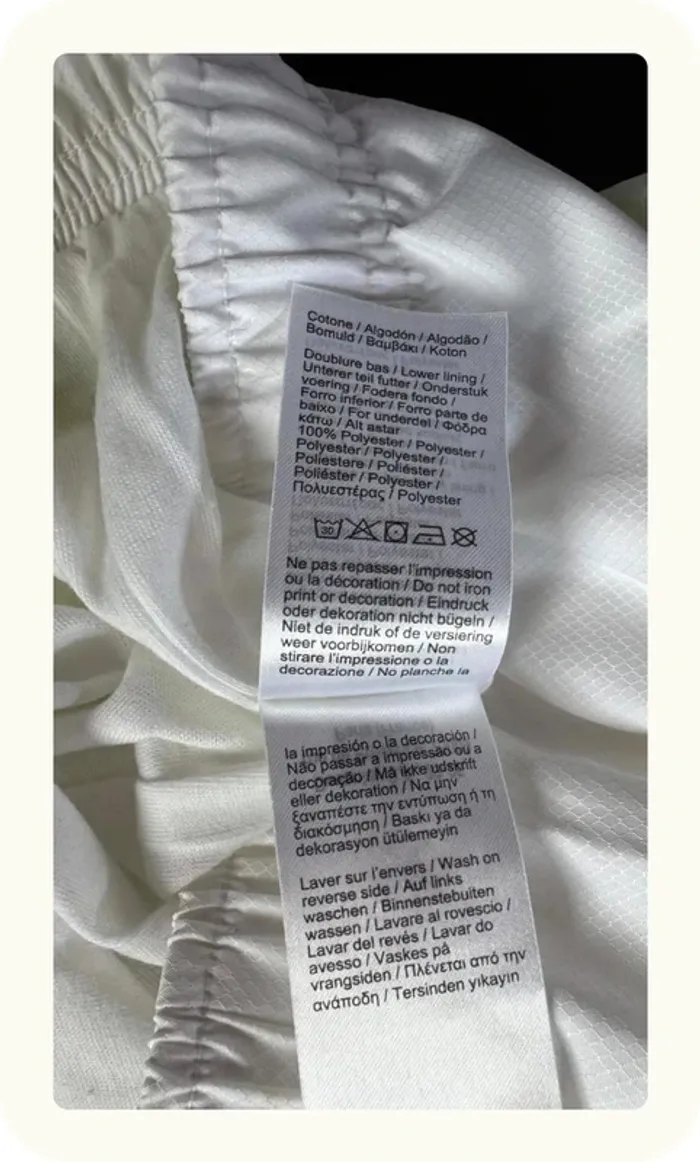 Cotone / Algodón / Algodão /
Bomuld / Βαμβάκι / Koton
Doublure bas / Lower lining /
Unterer teil futter / Onderstuk
voering / Fodera fondo /
Forro inferior / Forro parte de
baixo / For underdel / Φόδρα
κάτω / Alt astar
100% Polyester / Polyester /
Polyester / Polyester /
Poliestere / Poliéster /
Poliéster / Polyester /
Πολυεστέρας / Polyester
30
Ne pas repasser l'impression
ou la décoration / Do not iron
print or decoration / Eindruck
oder dekoration nicht bügeln /
Niet de indruk of de versiering
weer voorbijkomen / Non
stirare l'impressione o la
decorazione / No planche la
la impresión o la decoración /
Não passar a impressão ou a
decoração / Må ikke udskrift
eller dekoration / Να μην
ξαναπέστε την εντύπωση ή τη
διακόσμηση / Baskı ya da
dekorasyon ütülemeyin
Laver sur l'envers / Wash on
reverse side / Auf links
waschen / Binnenstebuiten
wassen / Lavare al rovescio /
Lavar del revés / Lavar do
avesso / Vaskes på
vrangsiden / Πλένεται από την
ανάποδη / Tersinden yıkayın